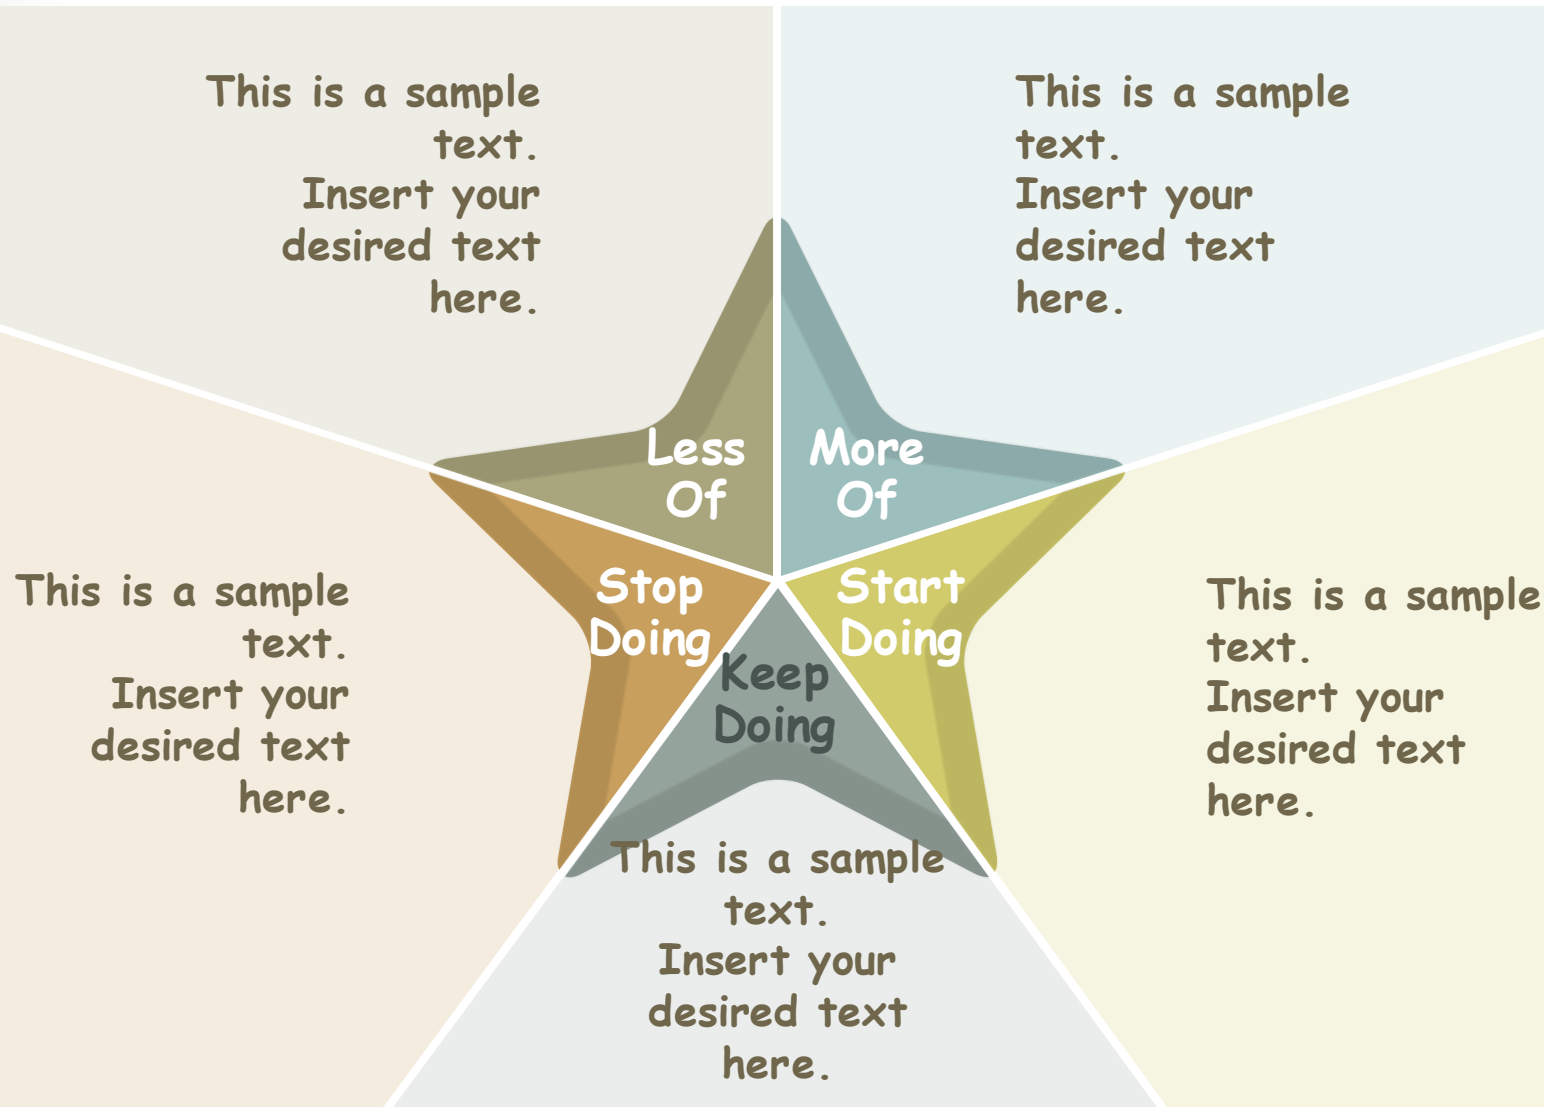 This is a sample
text.
Insert your
desired text
here.
This is a sample
text.
Insert your
desired text
here.
Less
Of
More
Of
Stop
Doing
Start
Doing
Keep
Doing
This is a sample
text.
Insert your
desired text
here.
This is a sample
text.
Insert your
desired text
here.
This is a sample
text.
Insert your
desired text
here.